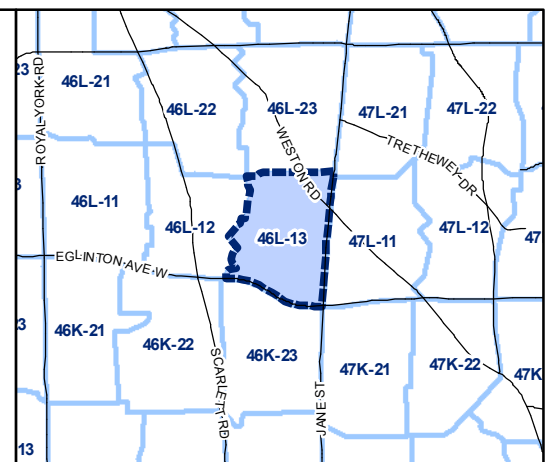 23
46L-21
46L-22
46L-23
47L-21
47L-22
ROYAL YORK RD
WESTON RD
TRETHEWEY DR
3
46L-11
46L-12
46L-13
47L-11
47L-12
47
EGLINTON AVE W
3
46K-21
46K-22
46K-23
47K-21
47K-22
47K
SCARLETT RD
JANE ST
13